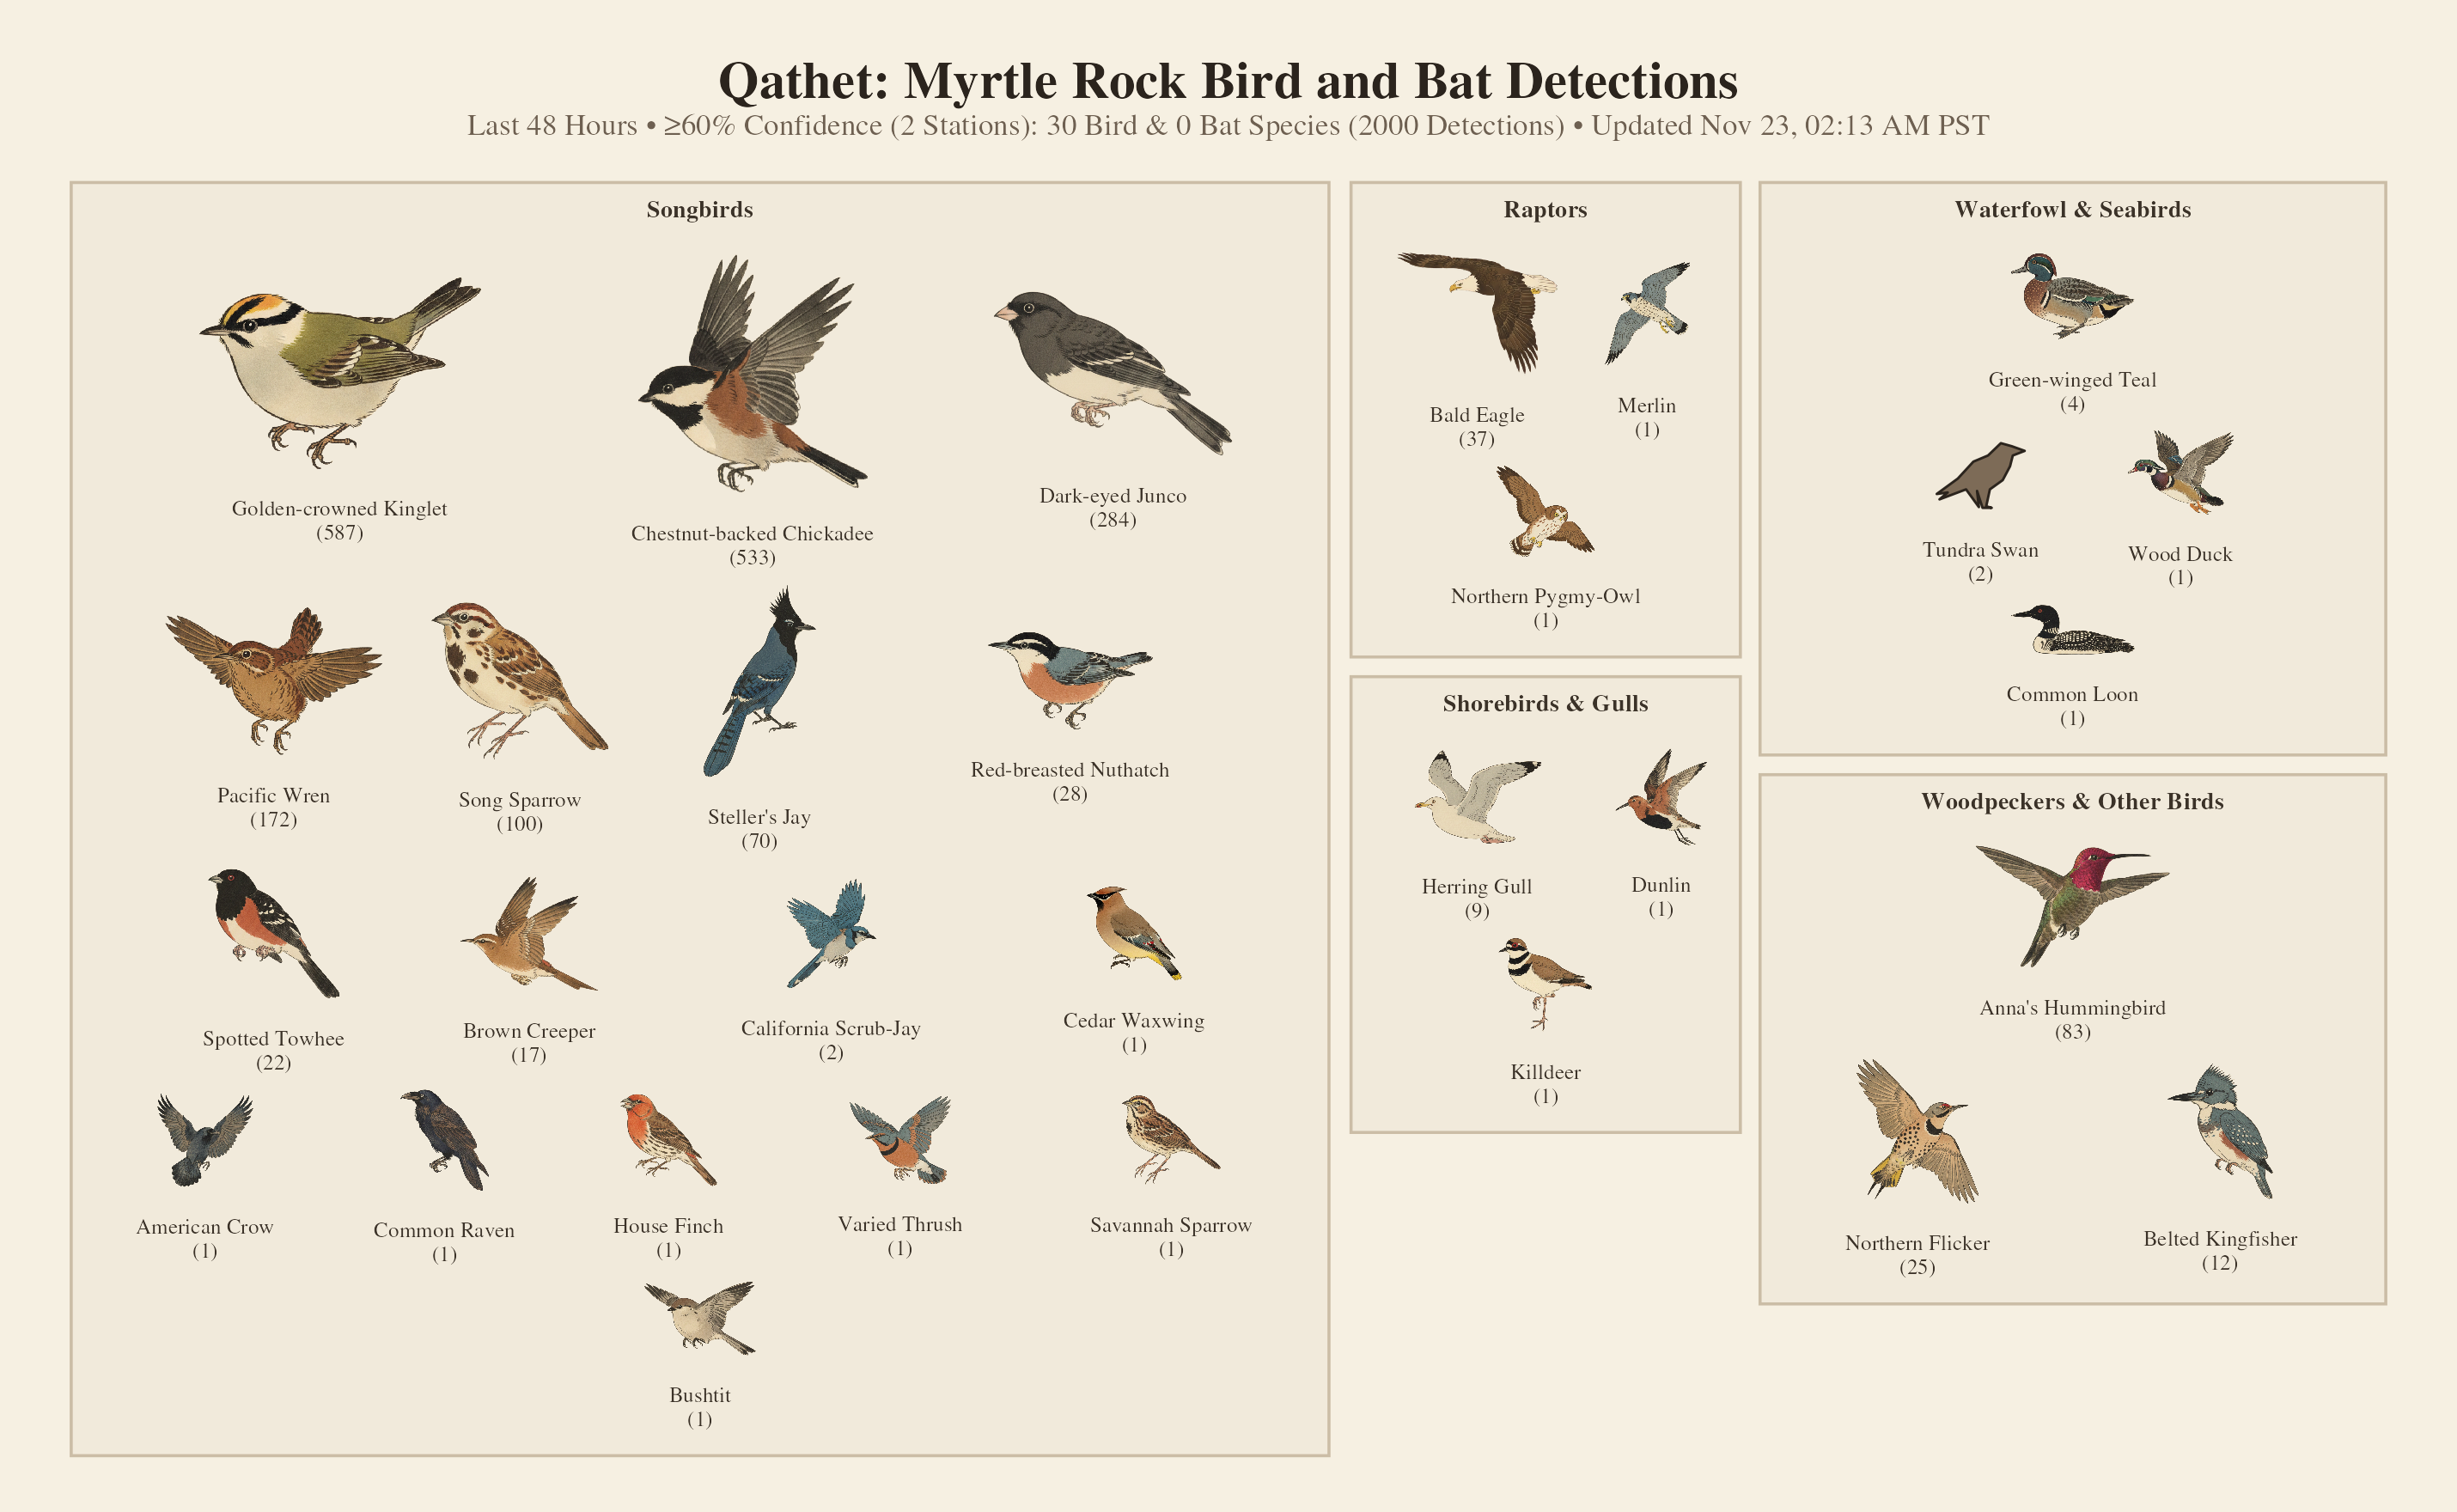 Qathet: Myrtle Rock Bird and Bat Detections
Last 48 Hours • ≥60% Confidence (2 Stations): 30 Bird & 0 Bat Species (2000 Detections) • Updated Nov 23, 02:13 AM PST
Songbirds
Golden-crowned Kinglet
(587)
Chestnut-backed Chickadee
(533)
Dark-eyed Junco
(284)
Pacific Wren
(172)
Song Sparrow
(100)
Steller's Jay
(70)
Red-breasted Nuthatch
(28)
Spotted Towhee
(22)
Brown Creeper
(17)
California Scrub-Jay
(2)
Cedar Waxwing
(1)
American Crow
(1)
Common Raven
(1)
House Finch
(1)
Varied Thrush
(1)
Savannah Sparrow
(1)
Bushtit
(1)
Raptors
Bald Eagle
(37)
Merlin
(1)
Northern Pygmy-Owl
(1)
Shorebirds & Gulls
Herring Gull
(9)
Dunlin
(1)
Killdeer
(1)
Waterfowl & Seabirds
Green-winged Teal
(4)
Tundra Swan
(2)
Wood Duck
(1)
Common Loon
(1)
Woodpeckers & Other Birds
Anna's Hummingbird
(83)
Northern Flicker
(25)
Belted Kingfisher
(12)